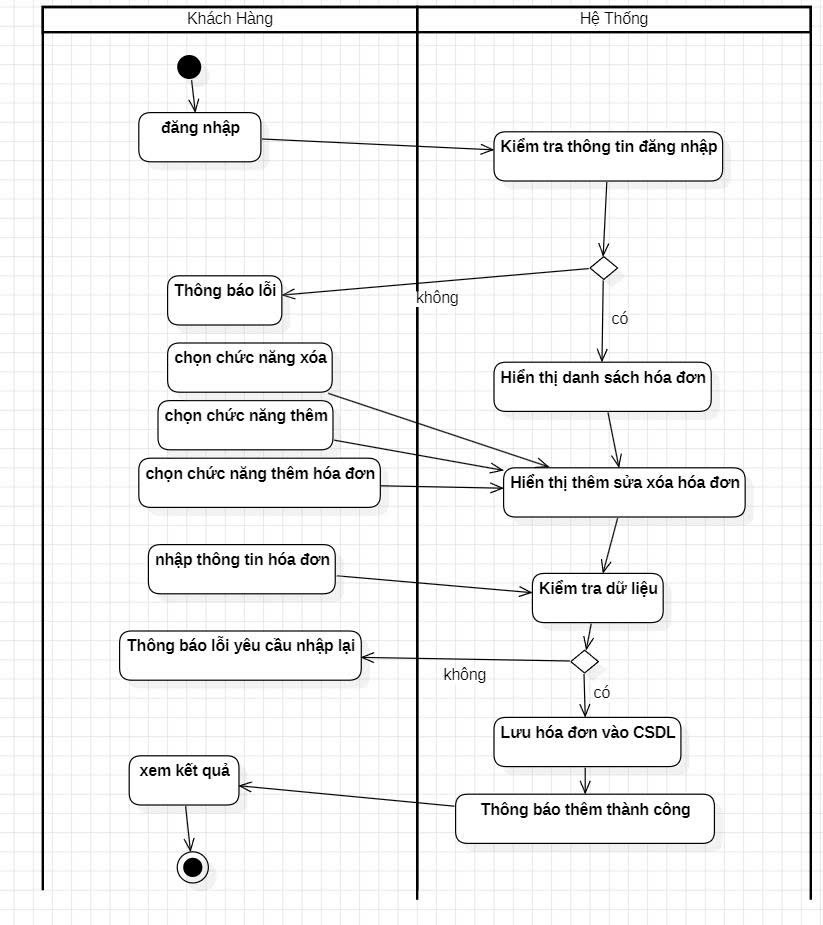 Khách Hàng
Hệ Thống
đăng nhập
Kiểm tra thông tin đăng nhập
Thông báo lỗi
không
có
chọn chức năng xóa
Hiển thị danh sách hóa đơn
chọn chức năng thêm
chọn chức năng thêm hóa đơn
Hiển thị thêm sửa xóa hóa đơn
nhập thông tin hóa đơn
Kiểm tra dữ liệu
Thông báo lỗi yêu cầu nhập lại
không
có
Lưu hóa đơn vào CSDL
xem kết quả
Thông báo thêm thành công